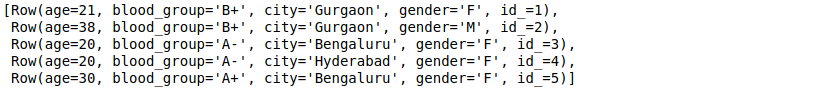 [Row(age=21, blood_group='B+', city='Gurgaon', gender='F', id_=1),
 Row(age=38, blood_group='B+', city='Gurgaon', gender='M', id_=2),
 Row(age=20, blood_group='A-', city='Bengaluru', gender='F', id_=3),
 Row(age=20, blood_group='A-', city='Hyderabad', gender='F', id_=4),
 Row(age=30, blood_group='A+', city='Bengaluru', gender='F', id_=5)]